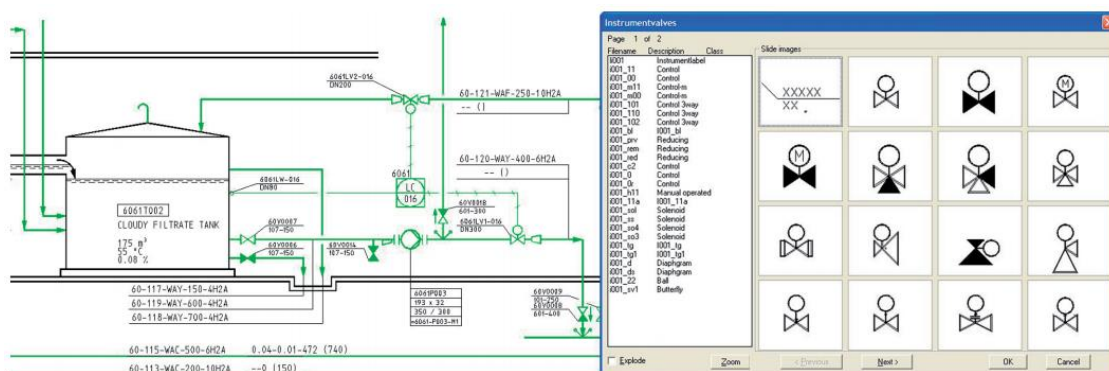 6061LV2-016
DN200
60-121-WAF-250-10H2A
-- ()
60-120-WAY-400-6H2A
-- ()
6061
LC
016
6061LW-016
DN80
6061T002
CLOUDY FILTRATE TANK
175 m³
55 °C
0.08 %
60V0007
107-150
60V0006
107-150
60V0014
107-150
60V0018
601-300
6061LV1-016
DN300
6061P003
193 x 32
350 / 300
=6061-P003-M1
60V0009
101-250
60V0008
601-400
60-117-WAY-150-4H2A
60-119-WAY-600-4H2A
60-118-WAY-700-4H2A
60-115-WAC-500-6H2A 0.04-0.01-472 (740)
60-113-WAC-200-10H2A --0 (150)
Instrumentvalves
Page 1 of 2
Filename Description Class
Slide images
i001 Instrumentlabel
i001_11 Control
i001_00 Control
i001_m11 Control-m
i001_m00 Control-m
i001_101 Control 3way
i001_110 Control 3way
i001_102 Control 3way
i001_bl I001_bl
i001_prv Reducing
i001_rem Reducing
i001_red Reducing
i001_c2 Control
i001_0 Control
i001_0r Control
i001_h11 Manual operated
i001_11a I001_11a
i001_sol Solenoid
i001_ss Solenoid
i001_so4 Solenoid
i001_so3 Solenoid
i001_tg I001_tg
i001_tg1 I001_tg1
i001_d Diaphgram
i001_ds Diaphgram
i001_22 Ball
i001_sv1 Butterfly
XXXXX
XX .
M
M
Explode
Zoom
< Previous
Next >
OK
Cancel